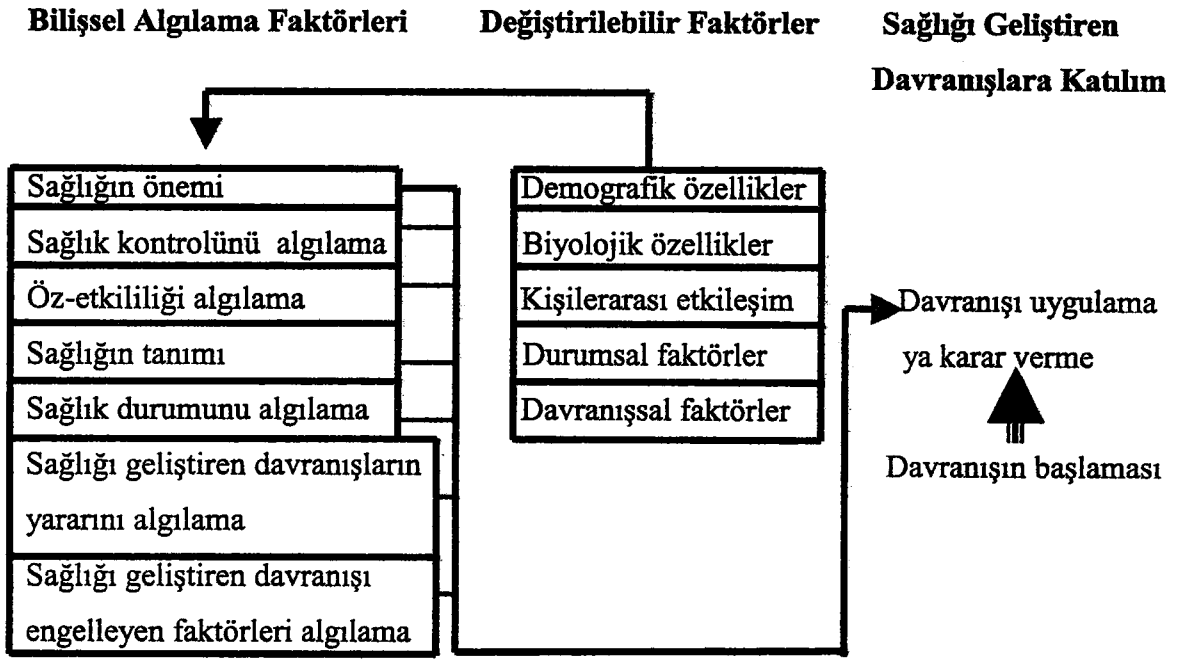 Bilişsel Algılama Faktörleri
Değiştirilebilir Faktörler
Sağlığı Geliştiren
Davranışlara Katılım
Sağlığın önemi
Sağlık kontrolünü algılama
Öz-etkililiği algılama
Sağlığın tanımı
Sağlık durumunu algılama
Sağlığı geliştiren davranışların
yararını algılama
Sağlığı geliştiren davranışı
engelleyen faktörleri algılama
Demografik özellikler
Biyolojik özellikler
Kişilerarası etkileşim
Durumsal faktörler
Davranışsal faktörler
Davranışı uygulama
ya karar verme
Davranışın başlaması